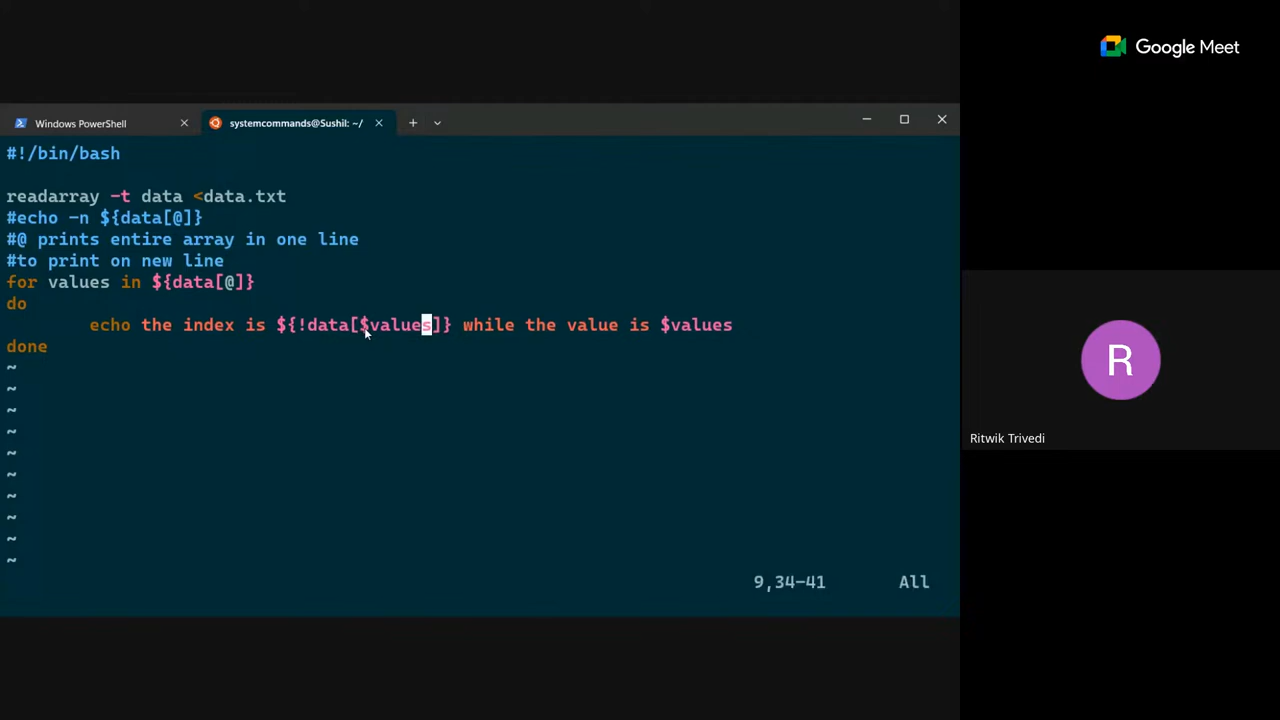 Google Meet
Windows PowerShell
systemcommands@Sushil: ~/
#!/bin/bash
readarray -t data <data.txt
#echo -n ${data[@]}
#@ prints entire array in one line
#to print on new line
for values in ${data[@]}
do
echo the index is ${!data[$values]} while the value is $values
done
~
~
~
~
~
~
~
~
~
~
9,34-41 All
R
Ritwik Trivedi